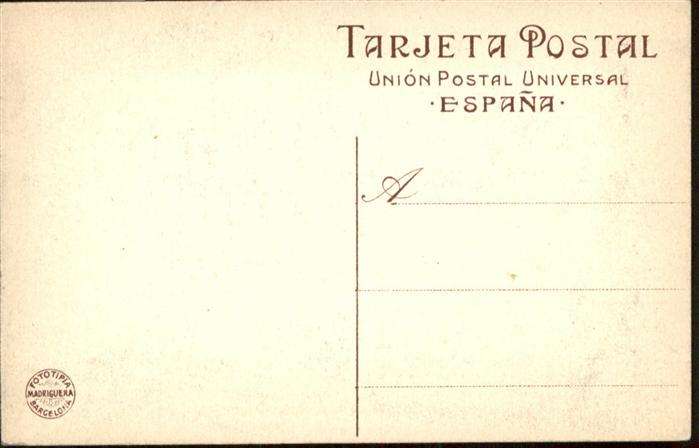 TARJETA POSTAL
UNIÓN POSTAL UNIVERSAL
·ESPAÑA·
A
FOTOTIPIA
MADRIGUERA
BARCELONA